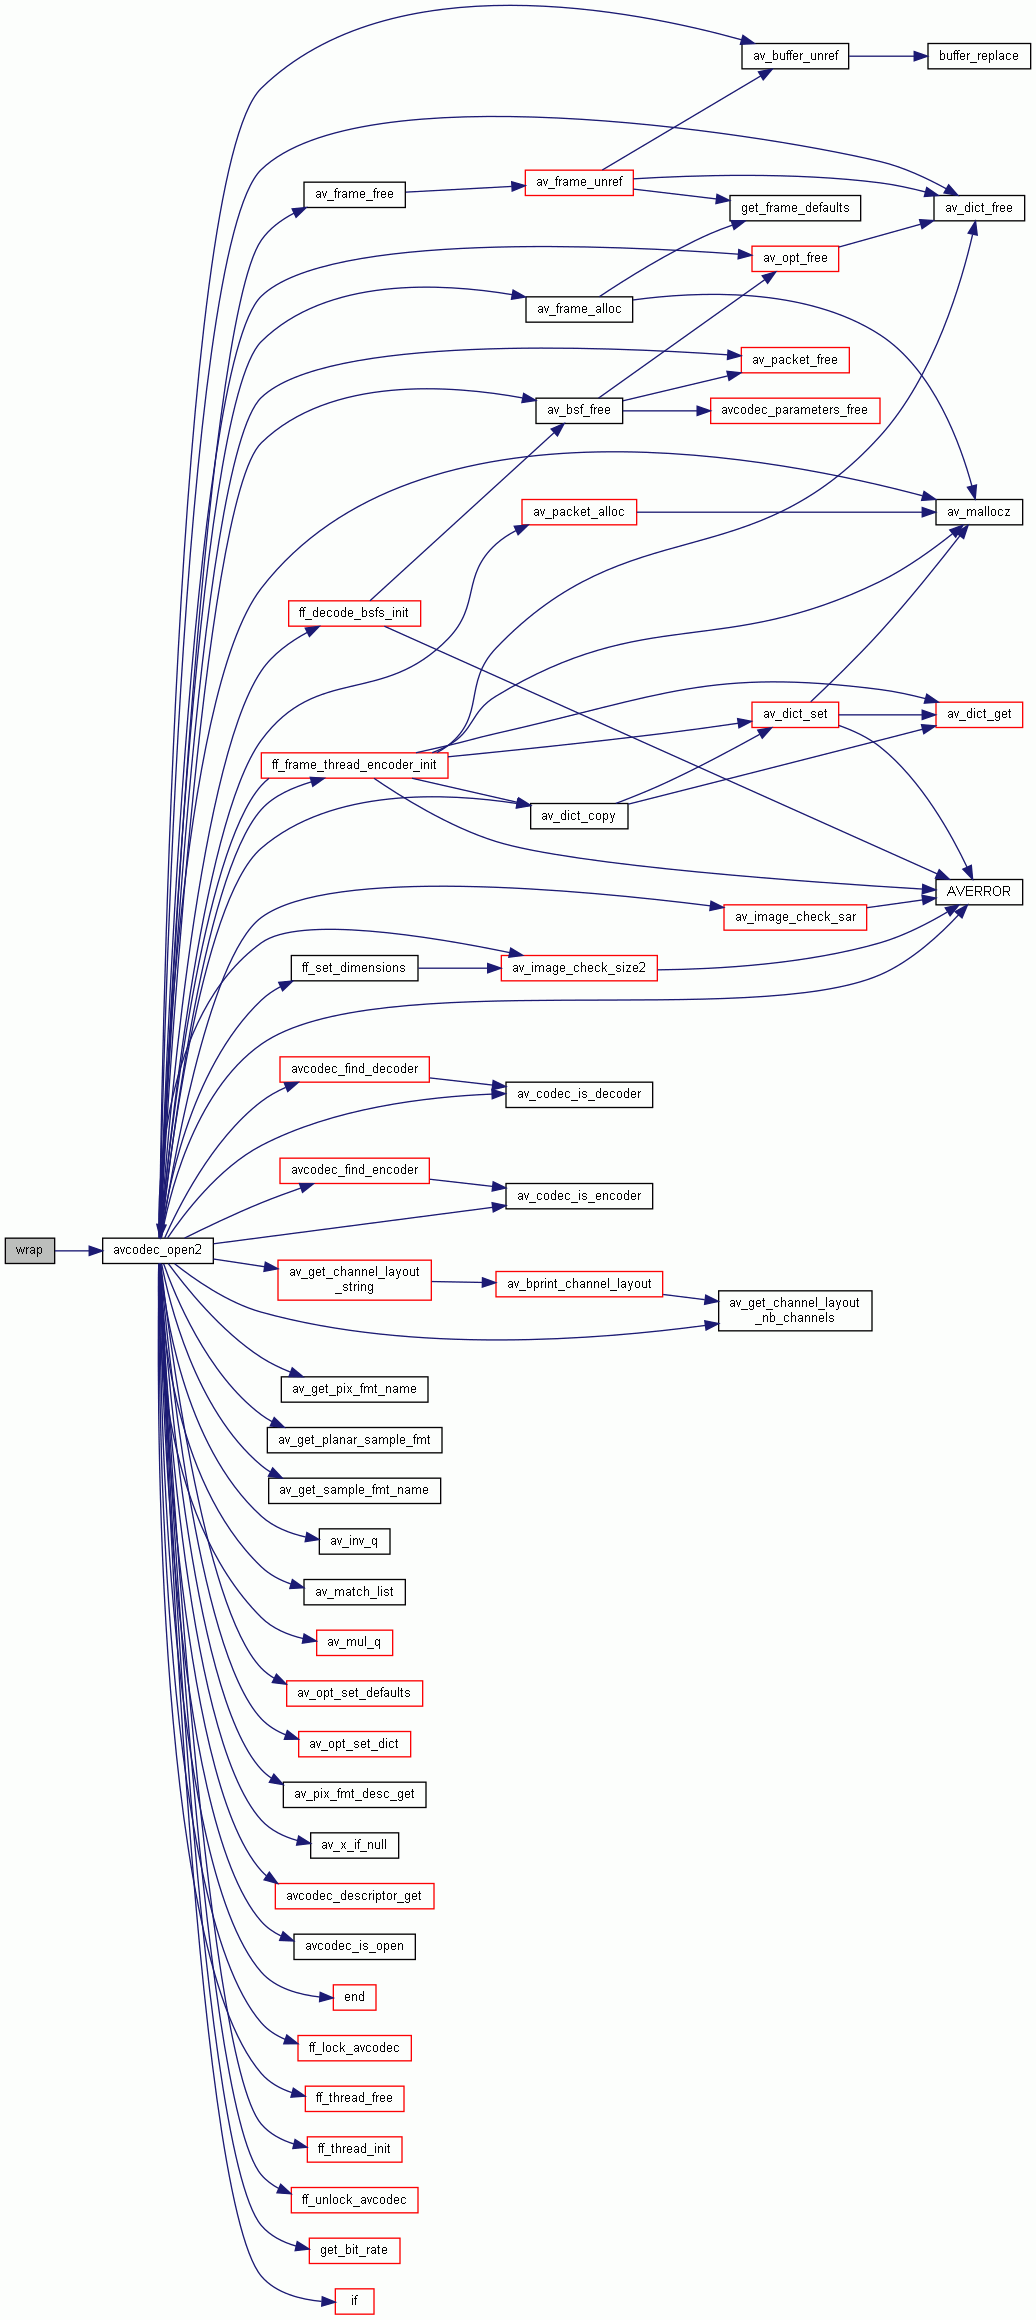 av_buffer_unref
buffer_replace
av_frame_unref
av_frame_free
get_frame_defaults
av_dict_free
av_opt_free
av_frame_alloc
av_packet_free
av_bsf_free
avcodec_parameters_free
av_packet_alloc
av_mallocz
ff_decode_bsfs_init
av_dict_set
av_dict_get
ff_frame_thread_encoder_init
av_dict_copy
AVERROR
av_image_check_sar
ff_set_dimensions
av_image_check_size2
avcodec_find_decoder
av_codec_is_decoder
avcodec_find_encoder
av_codec_is_encoder
wrap
avcodec_open2
av_get_channel_layout
_string
av_bprint_channel_layout
av_get_channel_layout
_nb_channels
av_get_pix_fmt_name
av_get_planar_sample_fmt
av_get_sample_fmt_name
av_inv_q
av_match_list
av_mul_q
av_opt_set_defaults
av_opt_set_dict
av_pix_fmt_desc_get
av_x_if_null
avcodec_descriptor_get
avcodec_is_open
end
ff_lock_avcodec
ff_thread_free
ff_thread_init
ff_unlock_avcodec
get_bit_rate
if